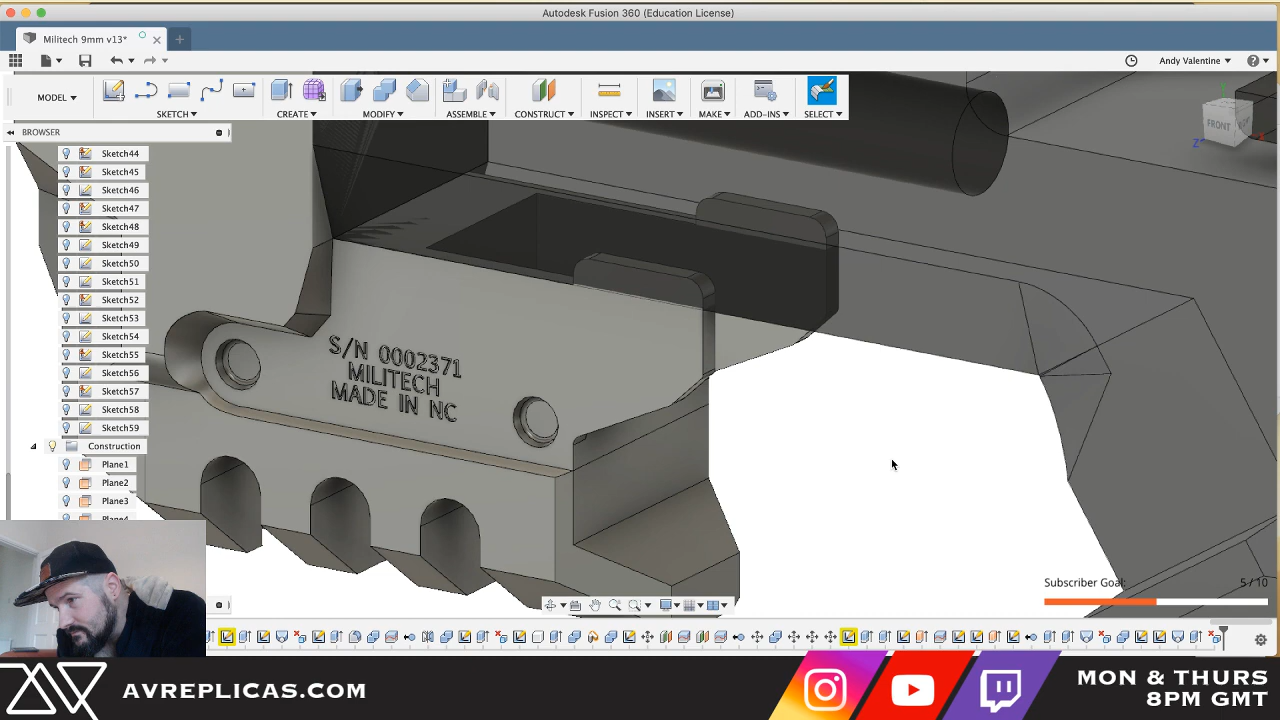 Autodesk Fusion 360 (Education License)
Militech 9mm v13*
Andy Valentine
MODEL
SKETCH
CREATE
MODIFY
ASSEMBLE
CONSTRUCT
INSPECT
INSERT
MAKE
ADD-INS
SELECT
BROWSER
FRONT
Z
Sketch44
Sketch45
Sketch46
Sketch47
Sketch48
Sketch49
Sketch50
Sketch51
Sketch52
Sketch53
Sketch54
Sketch55
Sketch56
Sketch57
Sketch58
Sketch59
Construction
Plane1
Plane2
Plane3
S/N 0002371
MILITECH
MADE IN NC
Subscriber Goal: 5 / 10
AVREPLICAS.COM
MON & THURS
8PM GMT